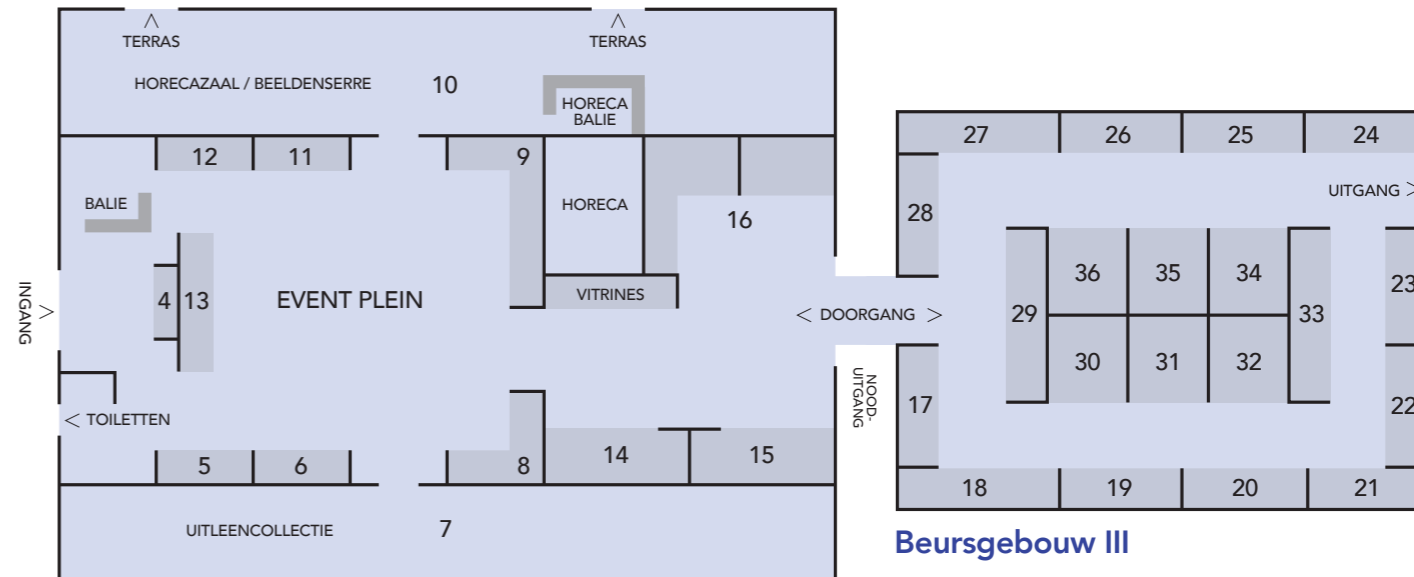 TERRAS
TERRAS
HORECAZAAL / BEELDENSERRE
10
HORECA
BALIE
27
26
25
24
12
11
9
UITGANG >
BALIE
HORECA
28
16
36
35
34
4
13
EVENT PLEIN
VITRINES
23
INGANG
< DOORGANG >
29
33
30
31
32
NOOD-
UITGANG
< TOILETTEN
17
22
5
6
8
14
15
18
19
20
21
UITLEENCOLLECTIE
7
Beursgebouw III